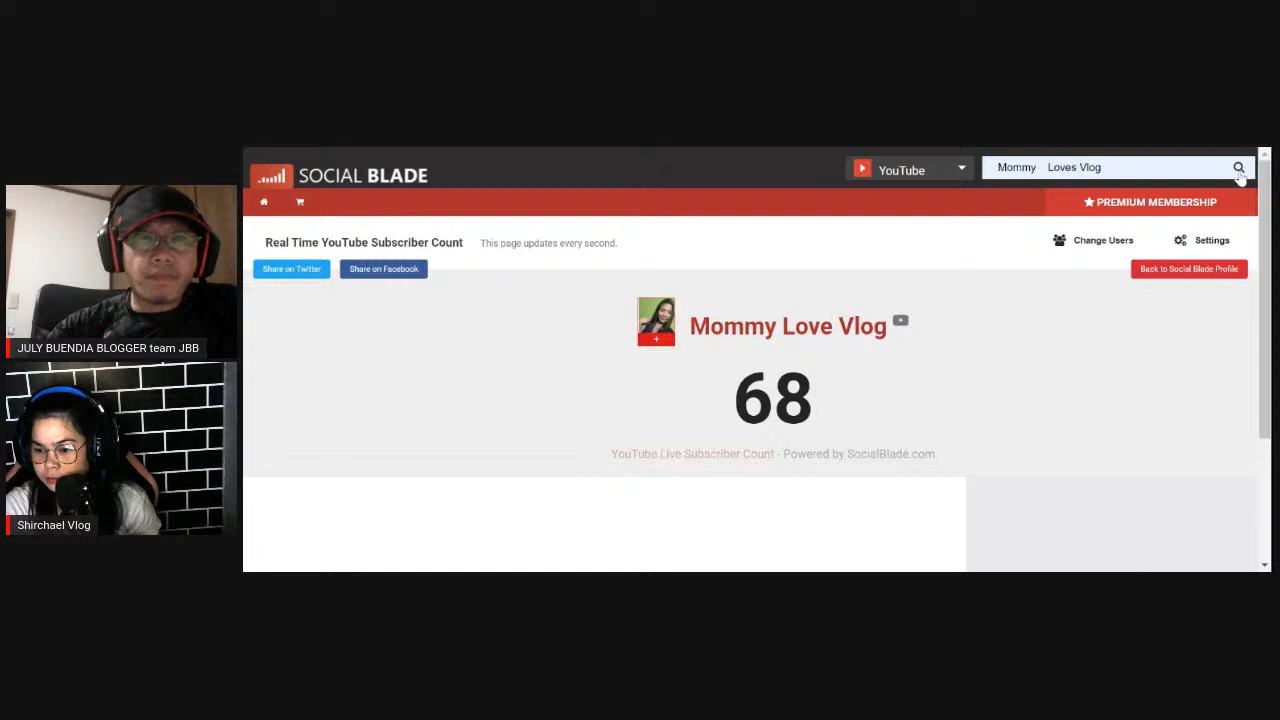 SOCIAL BLADE
YouTube
Mommy Loves Vlog
PREMIUM MEMBERSHIP
Real Time YouTube Subscriber Count
This page updates every second.
Change Users
Settings
Share on Twitter
Share on Facebook
Back to Social Blade Profile
Mommy Love Vlog
68
YouTube Live Subscriber Count - Powered by SocialBlade.com
JULY BUENDIA BLOGGER team JBB
Shirchael Vlog